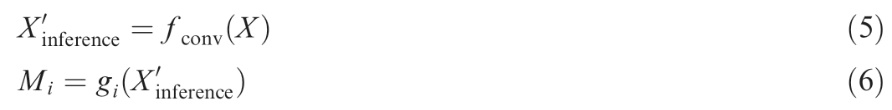 X′inference = fconv(X) (5)
Mi = gi(X′inference) (6)